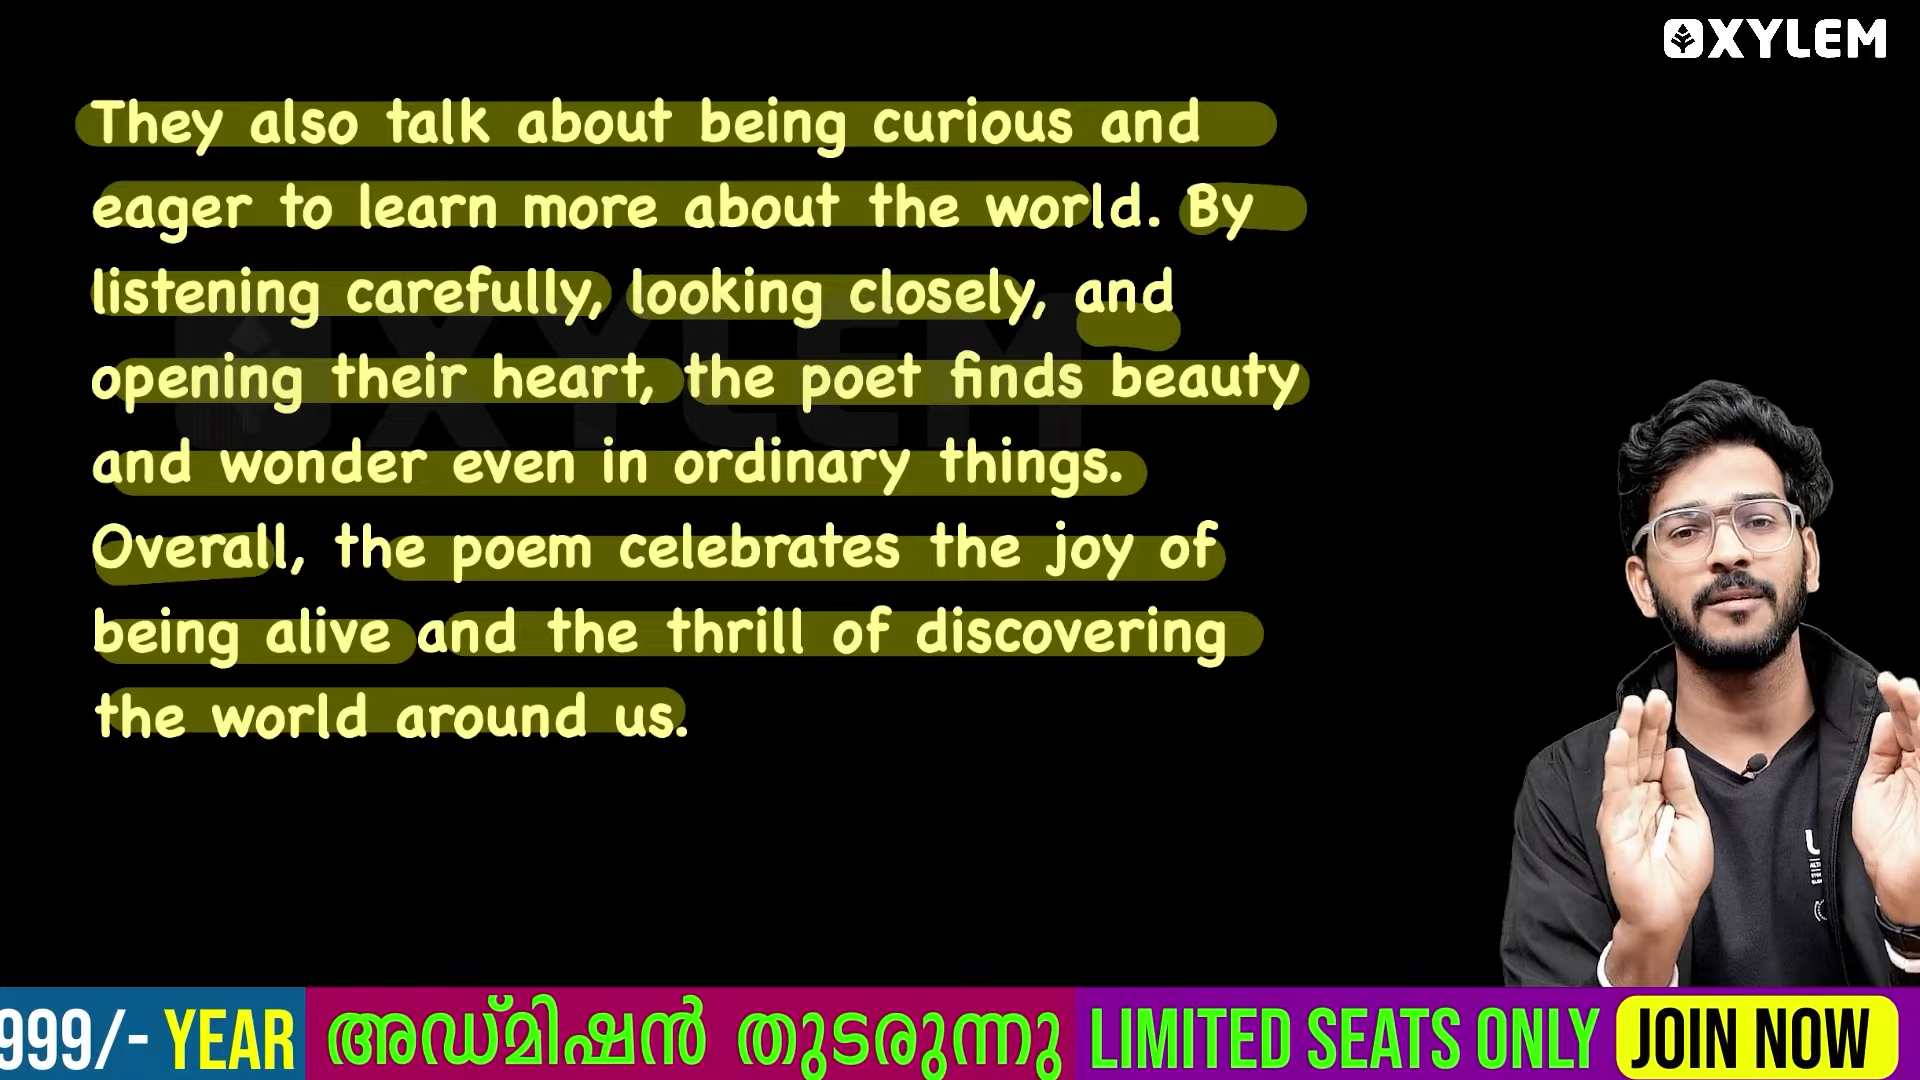 OXYLEM
They also talk about being curious and
eager to learn more about the world. By
listening carefully, looking closely, and
opening their heart, the poet finds beauty
and wonder even in ordinary things.
Overall, the poem celebrates the joy of
being alive and the thrill of discovering
the world around us.
999/- YEAR അഡ്മിഷൻ തുടരുന്നു LIMITED SEATS ONLY JOIN NOW